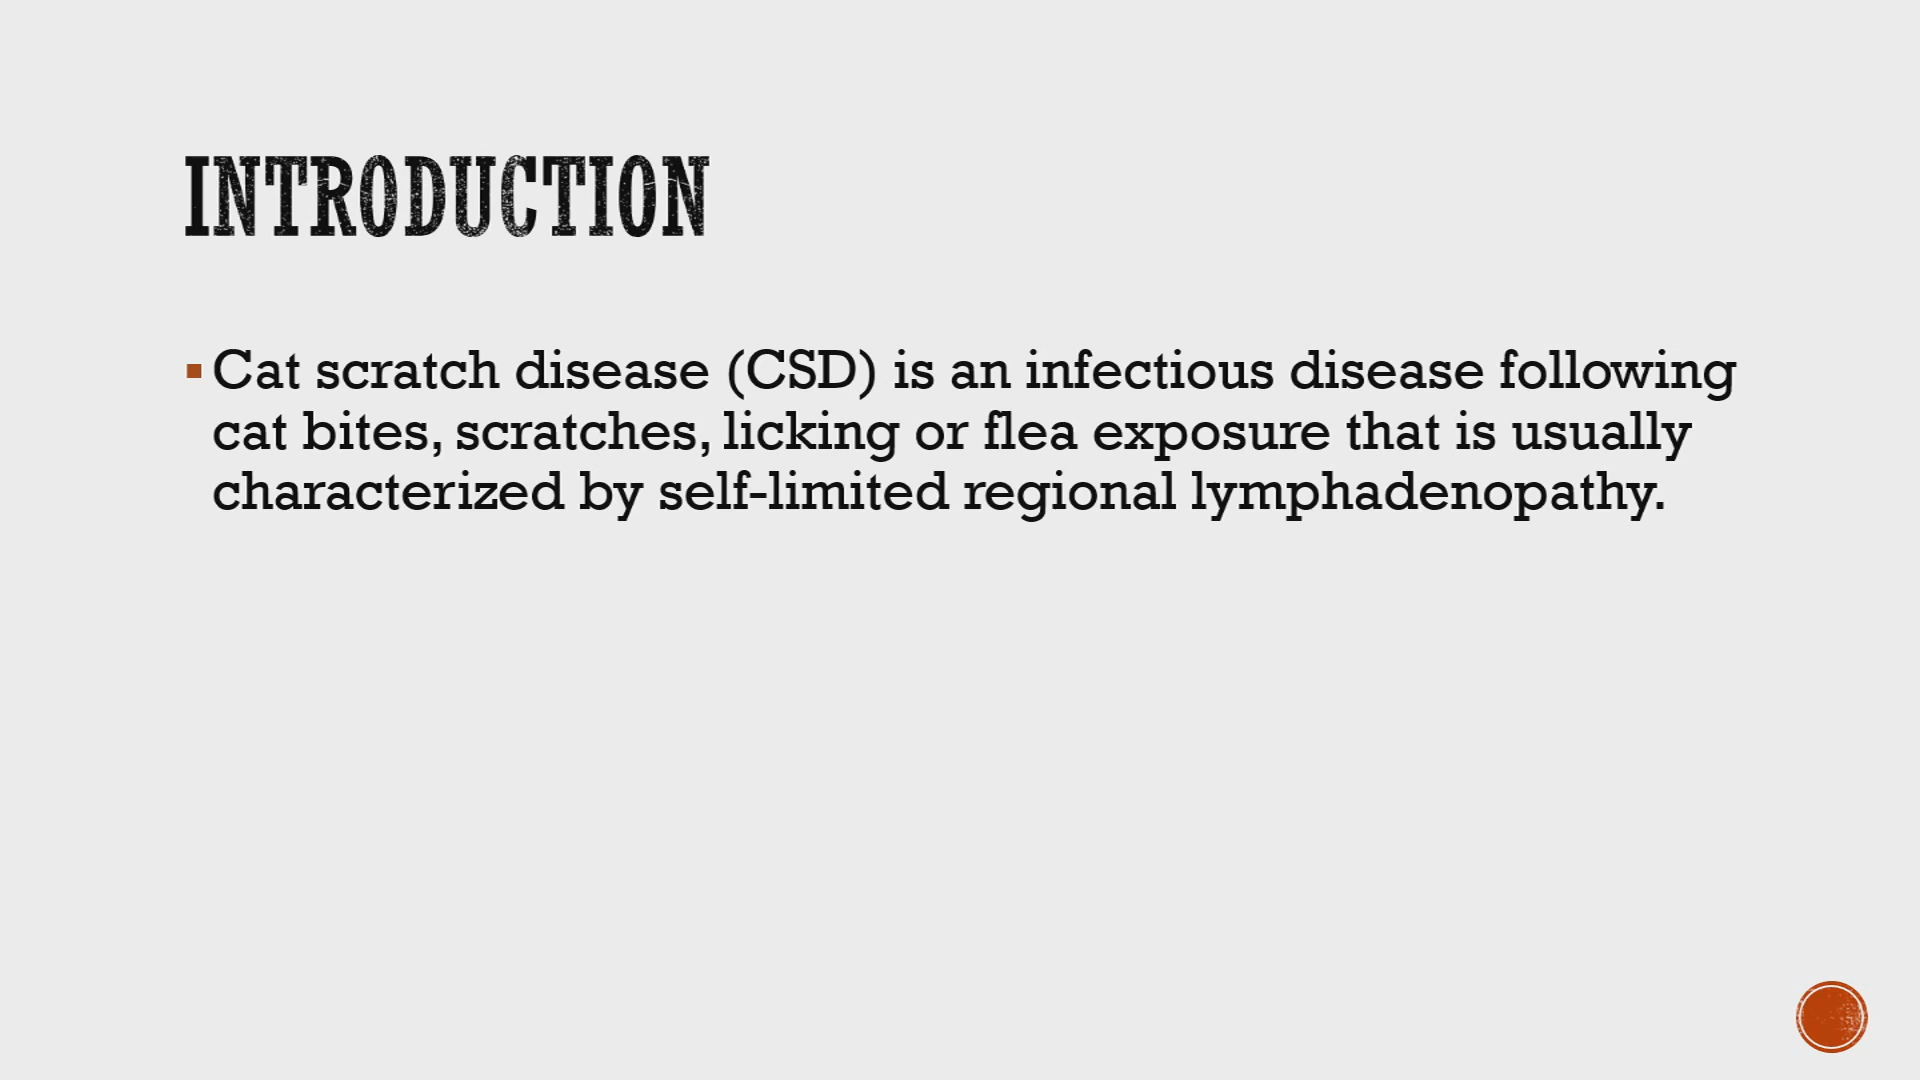 INTRODUCTION
▪ Cat scratch disease (CSD) is an infectious disease following
cat bites, scratches, licking or flea exposure that is usually
characterized by self-limited regional lymphadenopathy.